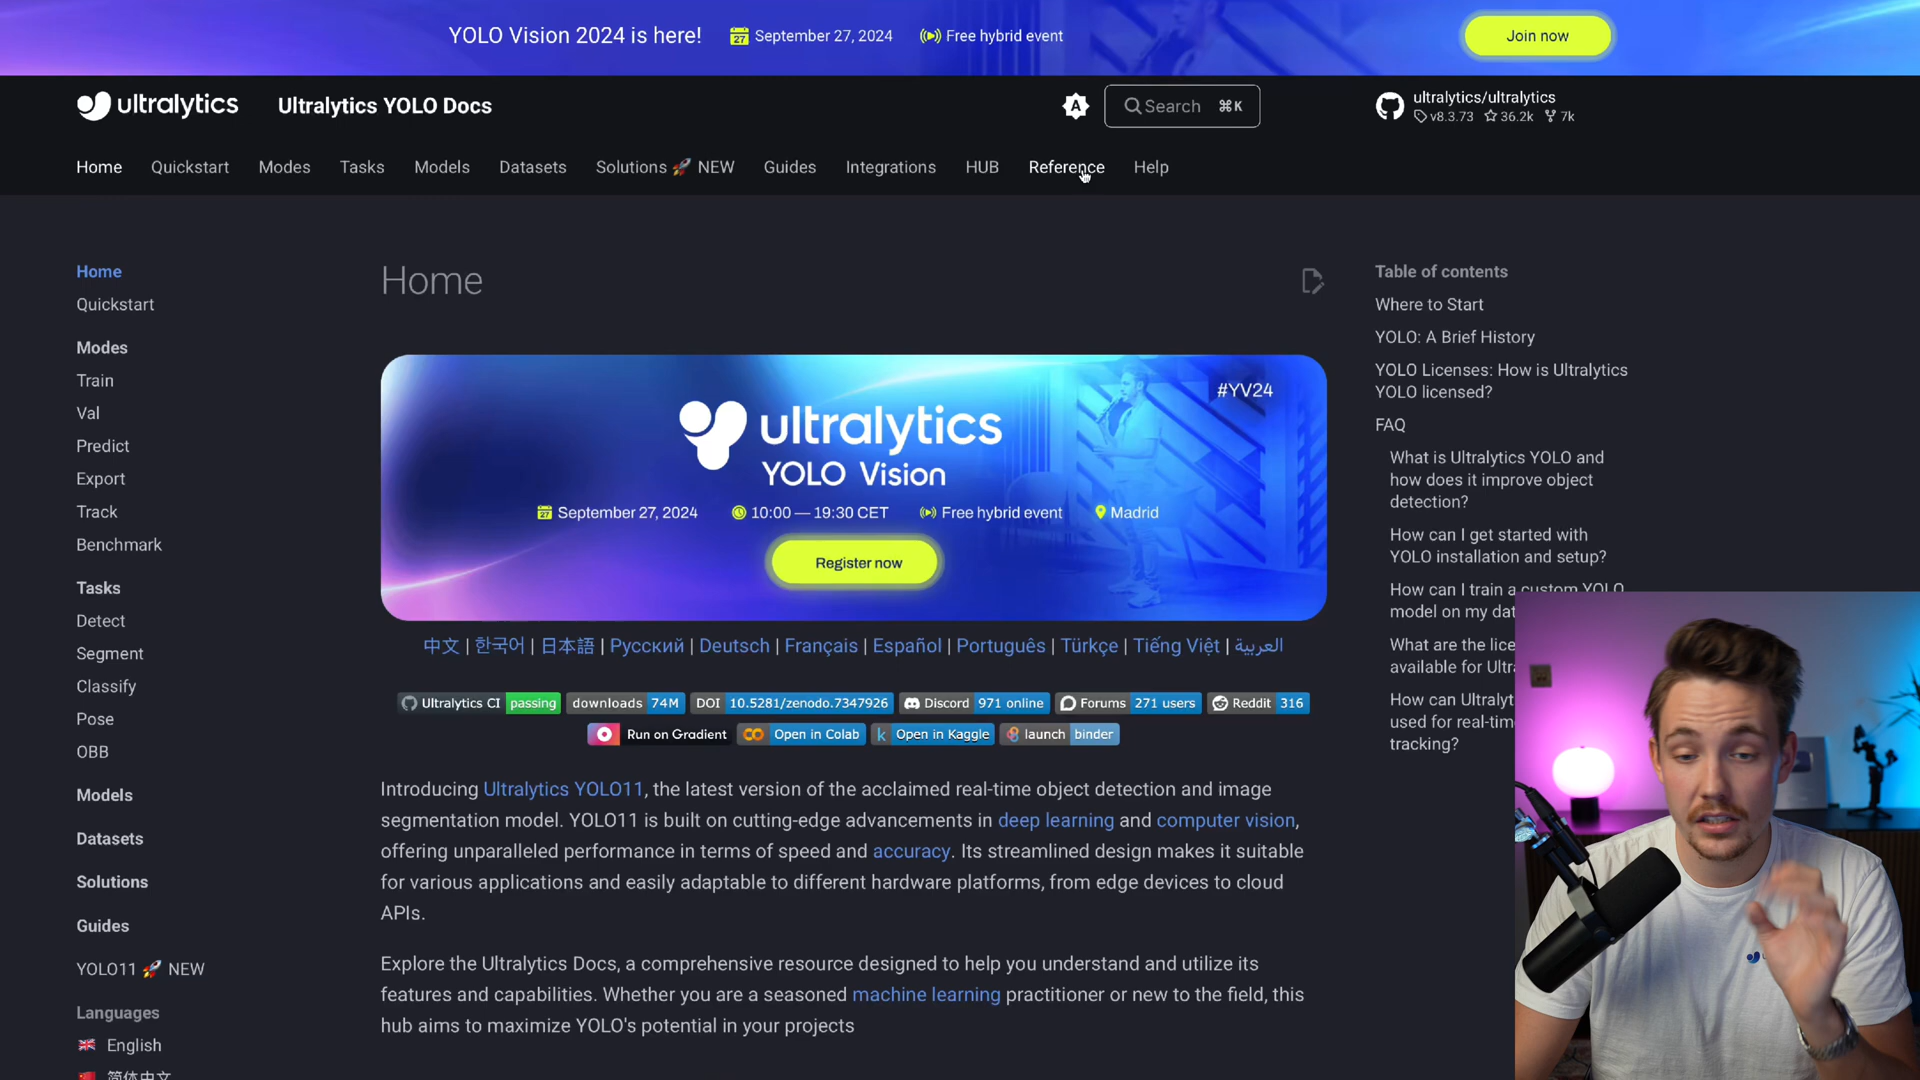 YOLO Vision 2024 is here! 27 September 27, 2024 Free hybrid event Join now
ultralytics Ultralytics YOLO Docs A Search ⌘K ultralytics/ultralytics
v8.3.73 36.2k 7k
Home Quickstart Modes Tasks Models Datasets Solutions 🚀 NEW Guides Integrations HUB Reference Help
Home
Quickstart
Modes
Train
Val
Predict
Export
Track
Benchmark
Tasks
Detect
Segment
Classify
Pose
OBB
Models
Datasets
Solutions
Guides
YOLO11 🚀 NEW
Languages
English
简体中文
Home
#YV24
ultralytics
YOLO Vision
27 September 27, 2024 10:00 — 19:30 CET Free hybrid event Madrid
Register now
中文 | 한국어 | 日本語 | Русский | Deutsch | Français | Español | Português | Türkçe | Tiếng Việt | العربية
Ultralytics CI passing downloads 74M DOI 10.5281/zenodo.7347926 Discord 971 online Forums 271 users Reddit 316
Run on Gradient Open in Colab k Open in Kaggle launch binder
Introducing Ultralytics YOLO11, the latest version of the acclaimed real-time object detection and image
segmentation model. YOLO11 is built on cutting-edge advancements in deep learning and computer vision,
offering unparalleled performance in terms of speed and accuracy. Its streamlined design makes it suitable
for various applications and easily adaptable to different hardware platforms, from edge devices to cloud
APIs.
Explore the Ultralytics Docs, a comprehensive resource designed to help you understand and utilize its
features and capabilities. Whether you are a seasoned machine learning practitioner or new to the field, this
hub aims to maximize YOLO's potential in your projects
Table of contents
Where to Start
YOLO: A Brief History
YOLO Licenses: How is Ultralytics
YOLO licensed?
FAQ
What is Ultralytics YOLO and
how does it improve object
detection?
How can I get started with
YOLO installation and setup?
How can I train a custom YOLO
model on my dat
What are the lice
available for Ultr
How can Ultralyt
used for real-tim
tracking?